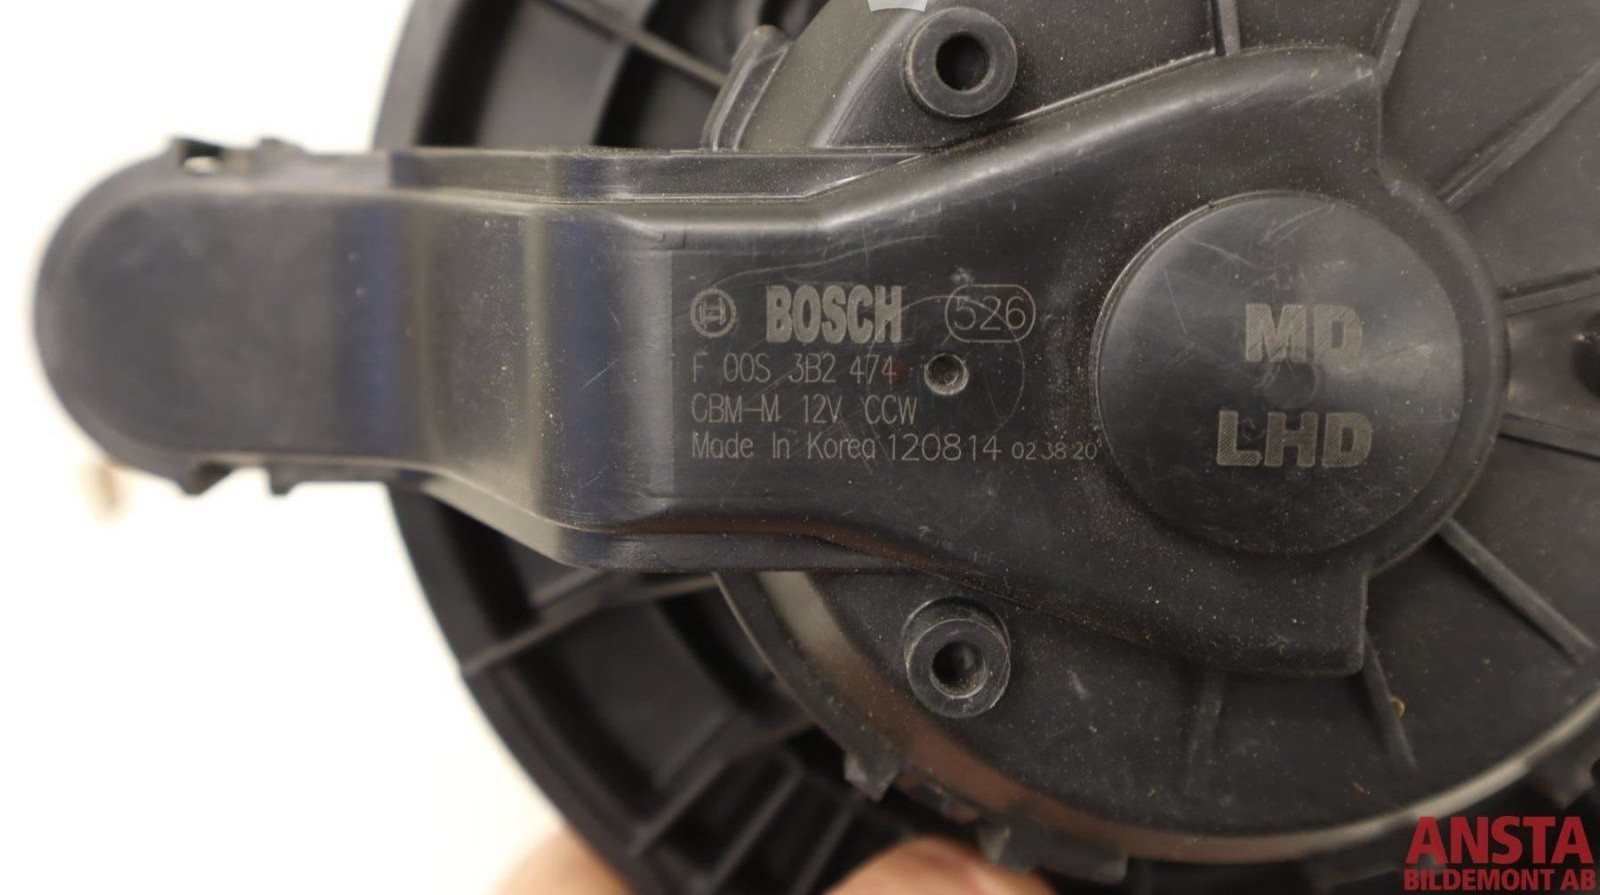 BOSCH 526
F 00S 3B2 474
GBM-M 12V CCW
Made In Korea 120814 02 38 20
MD
LHD
ANSTA
BILDEMONT AB